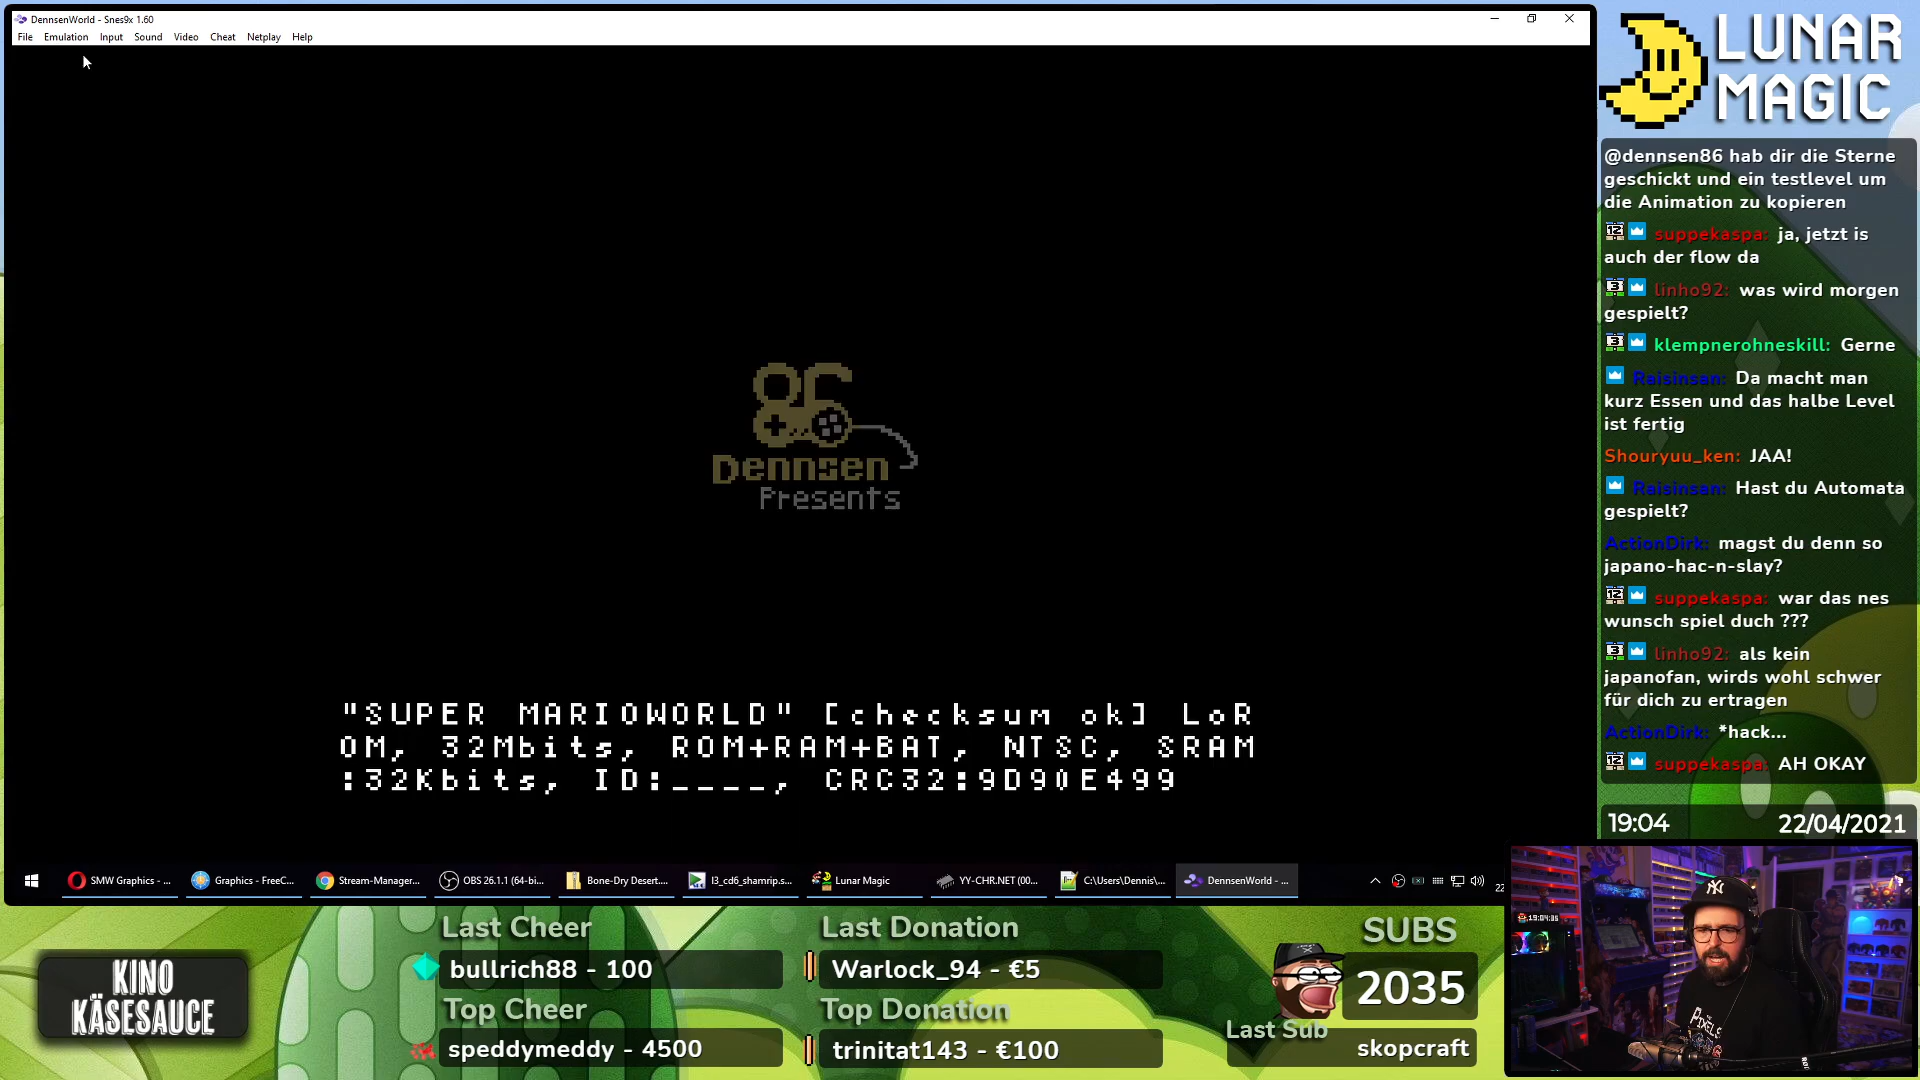 DennsenWorld - Snes9x 1.60
File Emulation Input Sound Video Cheat Netplay Help
LUNAR
MAGIC
@dennsen86 hab dir die Sterne
geschickt und ein testlevel um
die Animation zu kopieren
suppekaspa: ja, jetzt is
auch der flow da
linho92: was wird morgen
gespielt?
klempnerohneskill: Gerne
Raisinsan: Da macht man
kurz Essen und das halbe Level
ist fertig
Shouryuu_ken: JAA!
Raisinsan: Hast du Automata
gespielt?
ActionDirk: magst du denn so
japano-hac-n-slay?
suppekaspa: war das nes
wunsch spiel duch ???
linho92: als kein
japanofan, wirds wohl schwer
für dich zu ertragen
ActionDirk: *hack...
suppekaspa: AH OKAY
19:04 22/04/2021
86
Dennsen
Presents
"SUPER MARIOWORLD" [checksum ok] LoR
OM, 32Mbits, ROM+RAM+BAT, NTSC, SRAM
:32Kbits, ID:____, CRC32:9D90E499
SMW Graphics - ... Graphics - FreeC... Stream-Manager... OBS 26.1.1 (64-bi... Bone-Dry Desert.... l3_cd6_shamrip.s... Lunar Magic YY-CHR.NET (00... C:\Users\Dennis\... DennsenWorld - ...
22
19:04:35
KINO
KÄSESAUCE
Last Cheer
bullrich88 - 100
Top Cheer
speddymeddy - 4500
Last Donation
Warlock_94 - €5
Top Donation
trinitat143 - €100
SUBS
2035
Last Sub
skopcraft